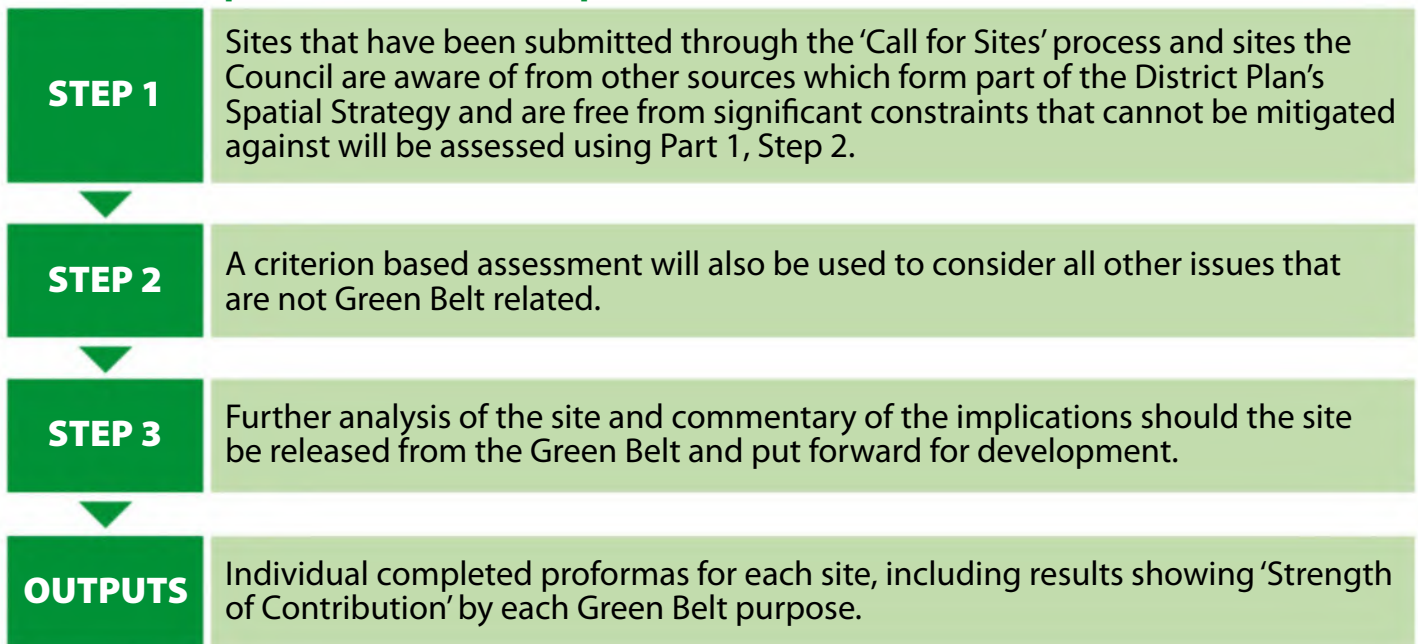 STEP 1
Sites that have been submitted through the ‘Call for Sites’ process and sites the
Council are aware of from other sources which form part of the District Plan’s
Spatial Strategy and are free from significant constraints that cannot be mitigated
against will be assessed using Part 1, Step 2.
STEP 2
A criterion based assessment will also be used to consider all other issues that
are not Green Belt related.
STEP 3
Further analysis of the site and commentary of the implications should the site
be released from the Green Belt and put forward for development.
OUTPUTS
Individual completed proformas for each site, including results showing ‘Strength
of Contribution’ by each Green Belt purpose.